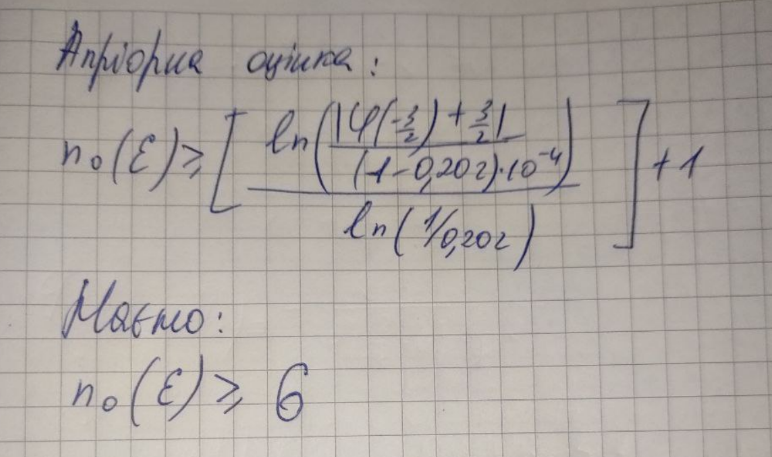 Апріорна оцінка:
n₀(ε) ≥ [ ln( |φ(-3/2) + 3/2| / (1-0,202)·10⁻⁴ ) / ln(1/0,202) ] + 1
Маємо:
n₀(ε) ≥ 6